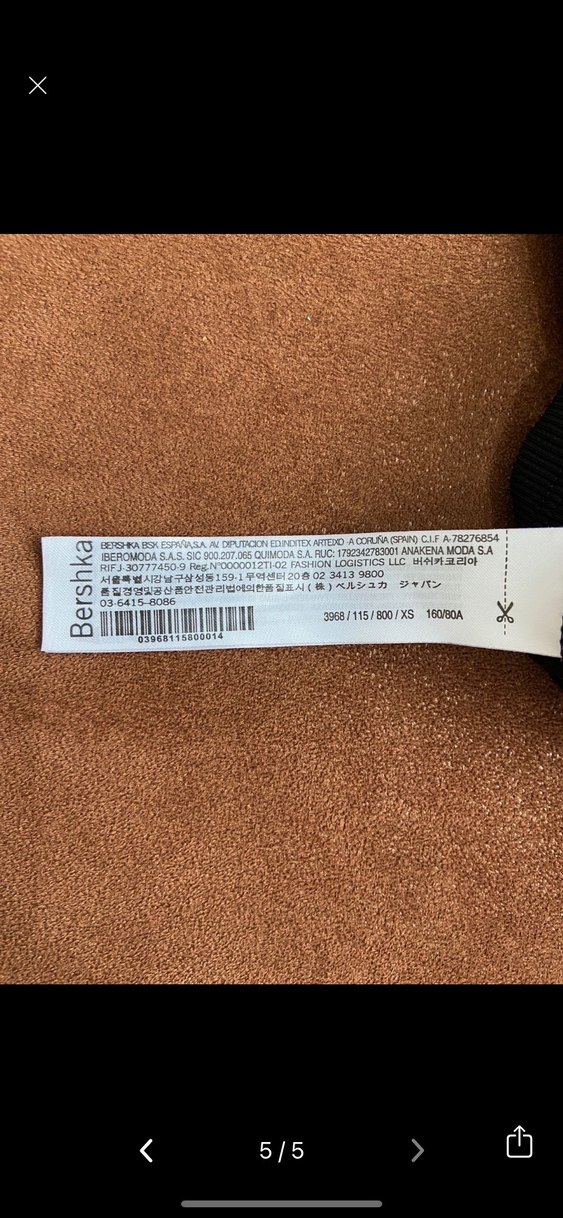 Bershka
BERSHKA BSK ESPAÑA,S.A. AV. DIPUTACION ED.INDITEX ARTEIXO -A CORUÑA (SPAIN) C.I.F A-78276854
IBEROMODA S.A.S. SIC 900.207.065 QUIMODA S.A. RUC: 1792342783001 ANAKENA MODA S.A
RIFJ-30777450-9 Reg.N°0000012TI-02 FASHION LOGISTICS LLC 버쉬카코리아
서울특별시강남구삼성동159-1 무역센터 20층 02 3413 9800
품질경영및공산품안전관리법에의한품질표시 ( 株 ) ベルシュカ ジャパン
03-6415-8086
3968 / 115 / 800 / XS 160/80A
03968115800014
5 / 5